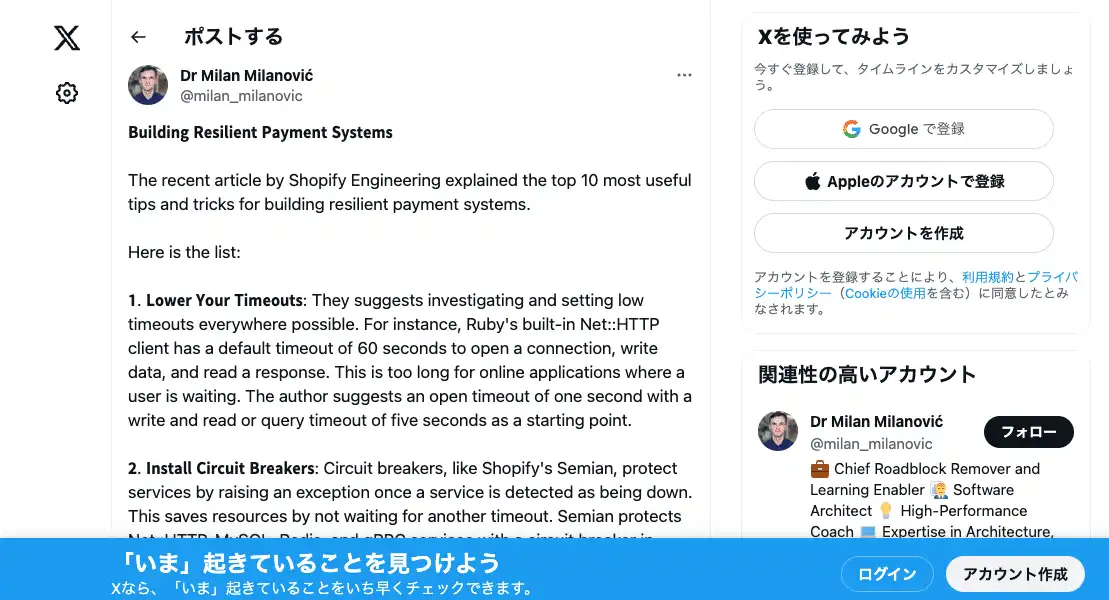 ポストする
Dr Milan Milanović
@milan_milanovic
Building Resilient Payment Systems
The recent article by Shopify Engineering explained the top 10 most useful
tips and tricks for building resilient payment systems.
Here is the list:
1. Lower Your Timeouts: They suggests investigating and setting low
timeouts everywhere possible. For instance, Ruby's built-in Net::HTTP
client has a default timeout of 60 seconds to open a connection, write
data, and read a response. This is too long for online applications where a
user is waiting. The author suggests an open timeout of one second with a
write and read or query timeout of five seconds as a starting point.
2. Install Circuit Breakers: Circuit breakers, like Shopify's Semian, protect
services by raising an exception once a service is detected as being down.
This saves resources by not waiting for another timeout. Semian protects
Xを使ってみよう
今すぐ登録して、タイムラインをカスタマイズしましょ
う。
Google で登録
Appleのアカウントで登録
アカウントを作成
アカウントを登録することにより、利用規約とプライバ
シーポリシー（Cookieの使用を含む）に同意したとみ
なされます。
関連性の高いアカウント
Dr Milan Milanović
@milan_milanovic
フォロー
Chief Roadblock Remover and
Learning Enabler Software
Architect High-Performance
Coach Expertise in Architecture,
「いま」起きていることを見つけよう
Xなら、「いま」起きていることをいち早くチェックできます。
ログイン
アカウント作成